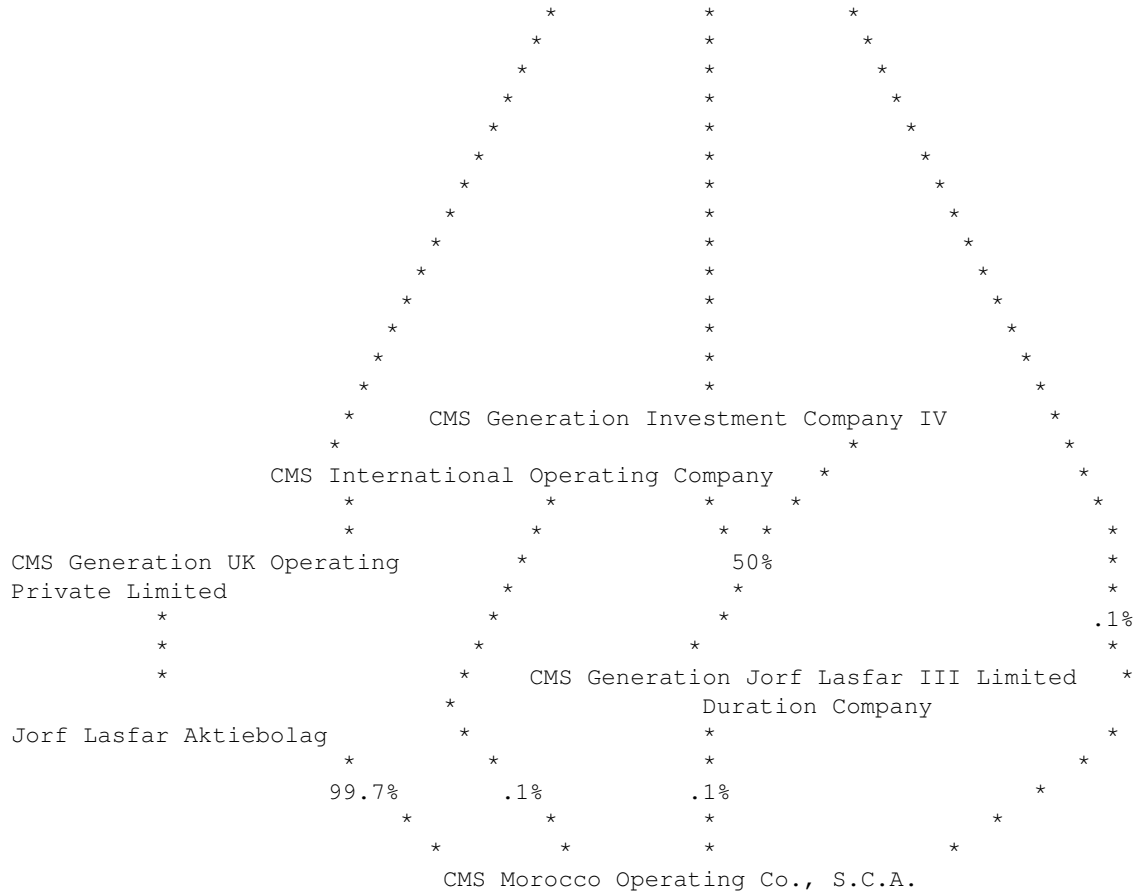 * * *
* * *
* * *
* * *
* * *
* * *
* * *
* * *
* * *
* * *
* * *
* * *
* * *
* * *
* CMS Generation Investment Company IV *
* * *
CMS International Operating Company * *
* * * * *
* * * * *
CMS Generation UK Operating * 50% *
Private Limited * * *
* * * .1%
* * * *
* * CMS Generation Jorf Lasfar III Limited *
* Duration Company
Jorf Lasfar Aktiebolag * * *
* * * *
99.7% .1% .1% *
* * * *
* * * *
CMS Morocco Operating Co., S.C.A.